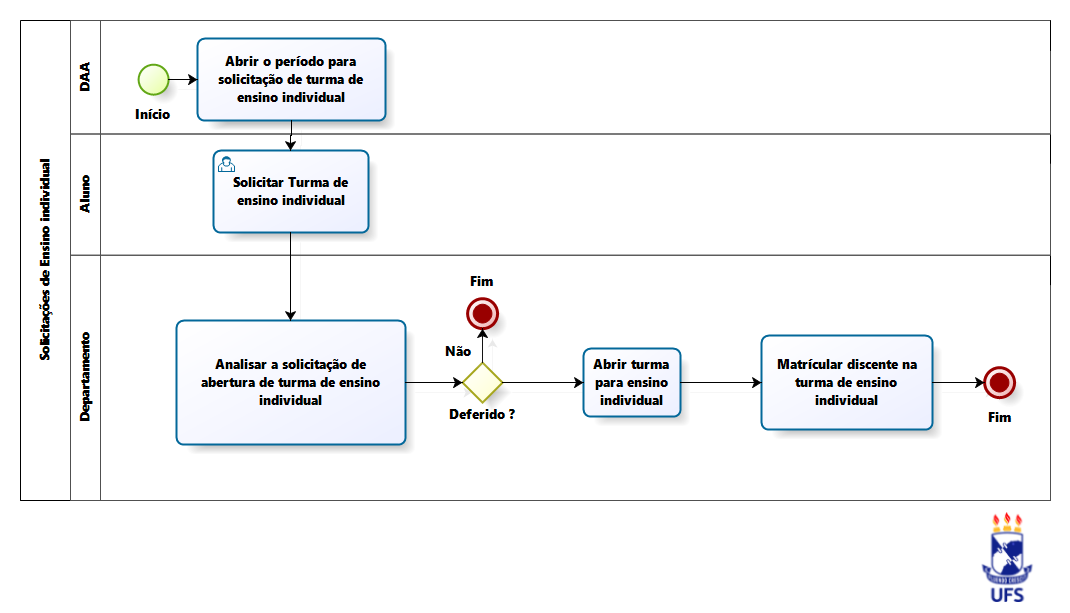 Solicitações de Ensino individual
DAA
Início
Abrir o período para
solicitação de turma de
ensino individual
Aluno
Solicitar Turma de
ensino individual
Departamento
Analisar a solicitação de
abertura de turma de ensino
individual
Fim
Não
Deferido ?
Abrir turma
para ensino
individual
Matrícular discente na
turma de ensino
individual
Fim
UFS